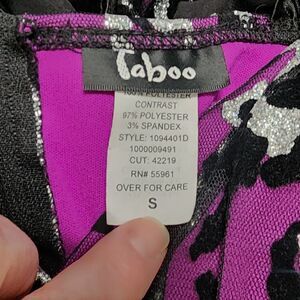 Taboo
100% POLYESTER
CONTRAST
97% POLYESTER
3% SPANDEX
STYLE: 1094401D
1000009491
CUT: 42219
RN# 55961
OVER FOR CARE
S